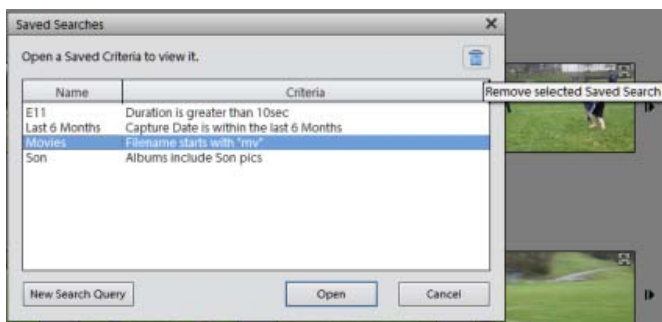 Saved Searches
Open a Saved Criteria to view it.
Name Criteria
Remove selected Saved Search
E11 Duration is greater than 10sec
Last 6 Months Capture Date is within the last 6 Months
Movies Filename starts with "mv"
Son Albums include Son pics
New Search Query Open Cancel